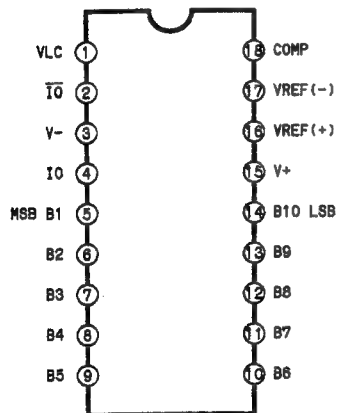 VLC 1 18 COMP
I̅O̅ 2 17 VREF(-)
V- 3 16 VREF(+)
IO 4 15 V+
MSB B1 5 14 B10 LSB
B2 6 13 B9
B3 7 12 B8
B4 8 11 B7
B5 9 10 B6